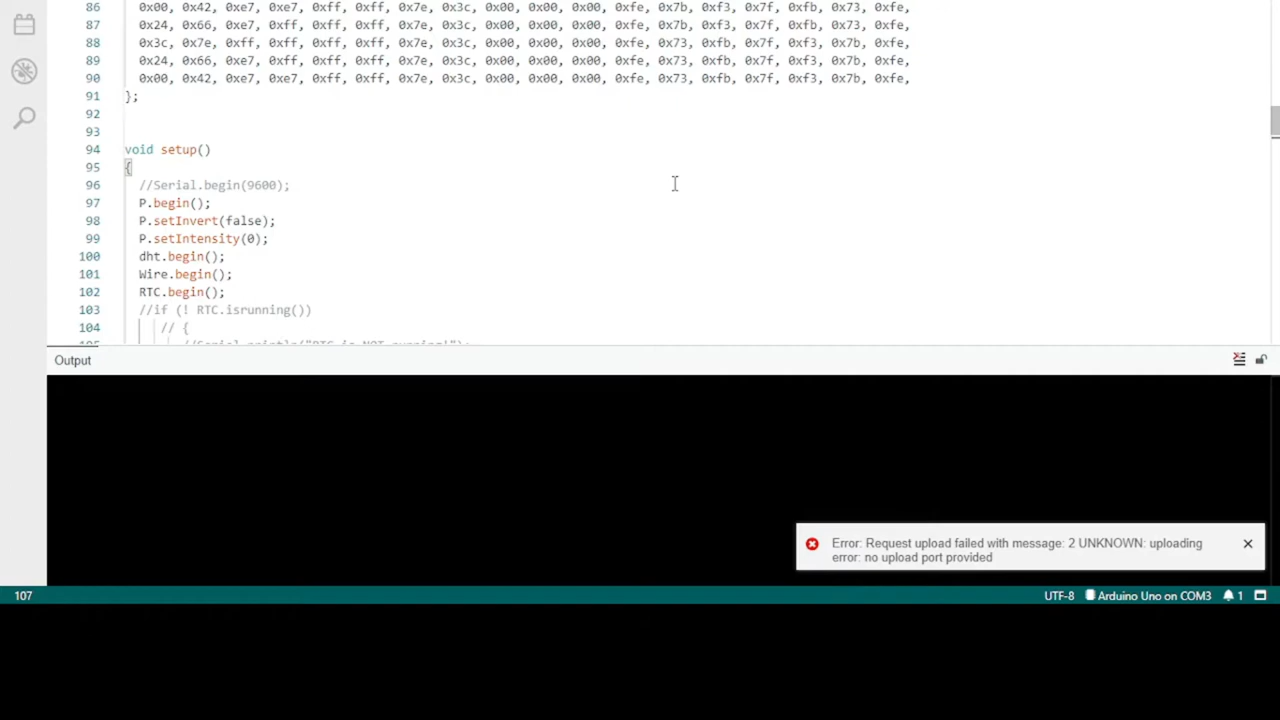 86 0x00, 0x42, 0xe7, 0xe7, 0xff, 0xff, 0x7e, 0x3c, 0x00, 0x00, 0x00, 0xfe, 0x7b, 0xf3, 0x7f, 0xfb, 0x73, 0xfe,
87 0x24, 0x66, 0xe7, 0xff, 0xff, 0xff, 0x7e, 0x3c, 0x00, 0x00, 0x00, 0xfe, 0x7b, 0xf3, 0x7f, 0xfb, 0x73, 0xfe,
88 0x3c, 0x7e, 0xff, 0xff, 0xff, 0xff, 0x7e, 0x3c, 0x00, 0x00, 0x00, 0xfe, 0x73, 0xfb, 0x7f, 0xf3, 0x7b, 0xfe,
89 0x24, 0x66, 0xe7, 0xff, 0xff, 0xff, 0x7e, 0x3c, 0x00, 0x00, 0x00, 0xfe, 0x73, 0xfb, 0x7f, 0xf3, 0x7b, 0xfe,
90 0x00, 0x42, 0xe7, 0xe7, 0xff, 0xff, 0x7e, 0x3c, 0x00, 0x00, 0x00, 0xfe, 0x73, 0xfb, 0x7f, 0xf3, 0x7b, 0xfe,
91 };
92
93
94 void setup()
95 {
96 //Serial.begin(9600);
97 P.begin();
98 P.setInvert(false);
99 P.setIntensity(0);
100 dht.begin();
101 Wire.begin();
102 RTC.begin();
103 //if (! RTC.isrunning())
104 // {
105 //Serial.println("RTC is NOT running!");
Output
Error: Request upload failed with message: 2 UNKNOWN: uploading
error: no upload port provided
107 UTF-8 Arduino Uno on COM3 1